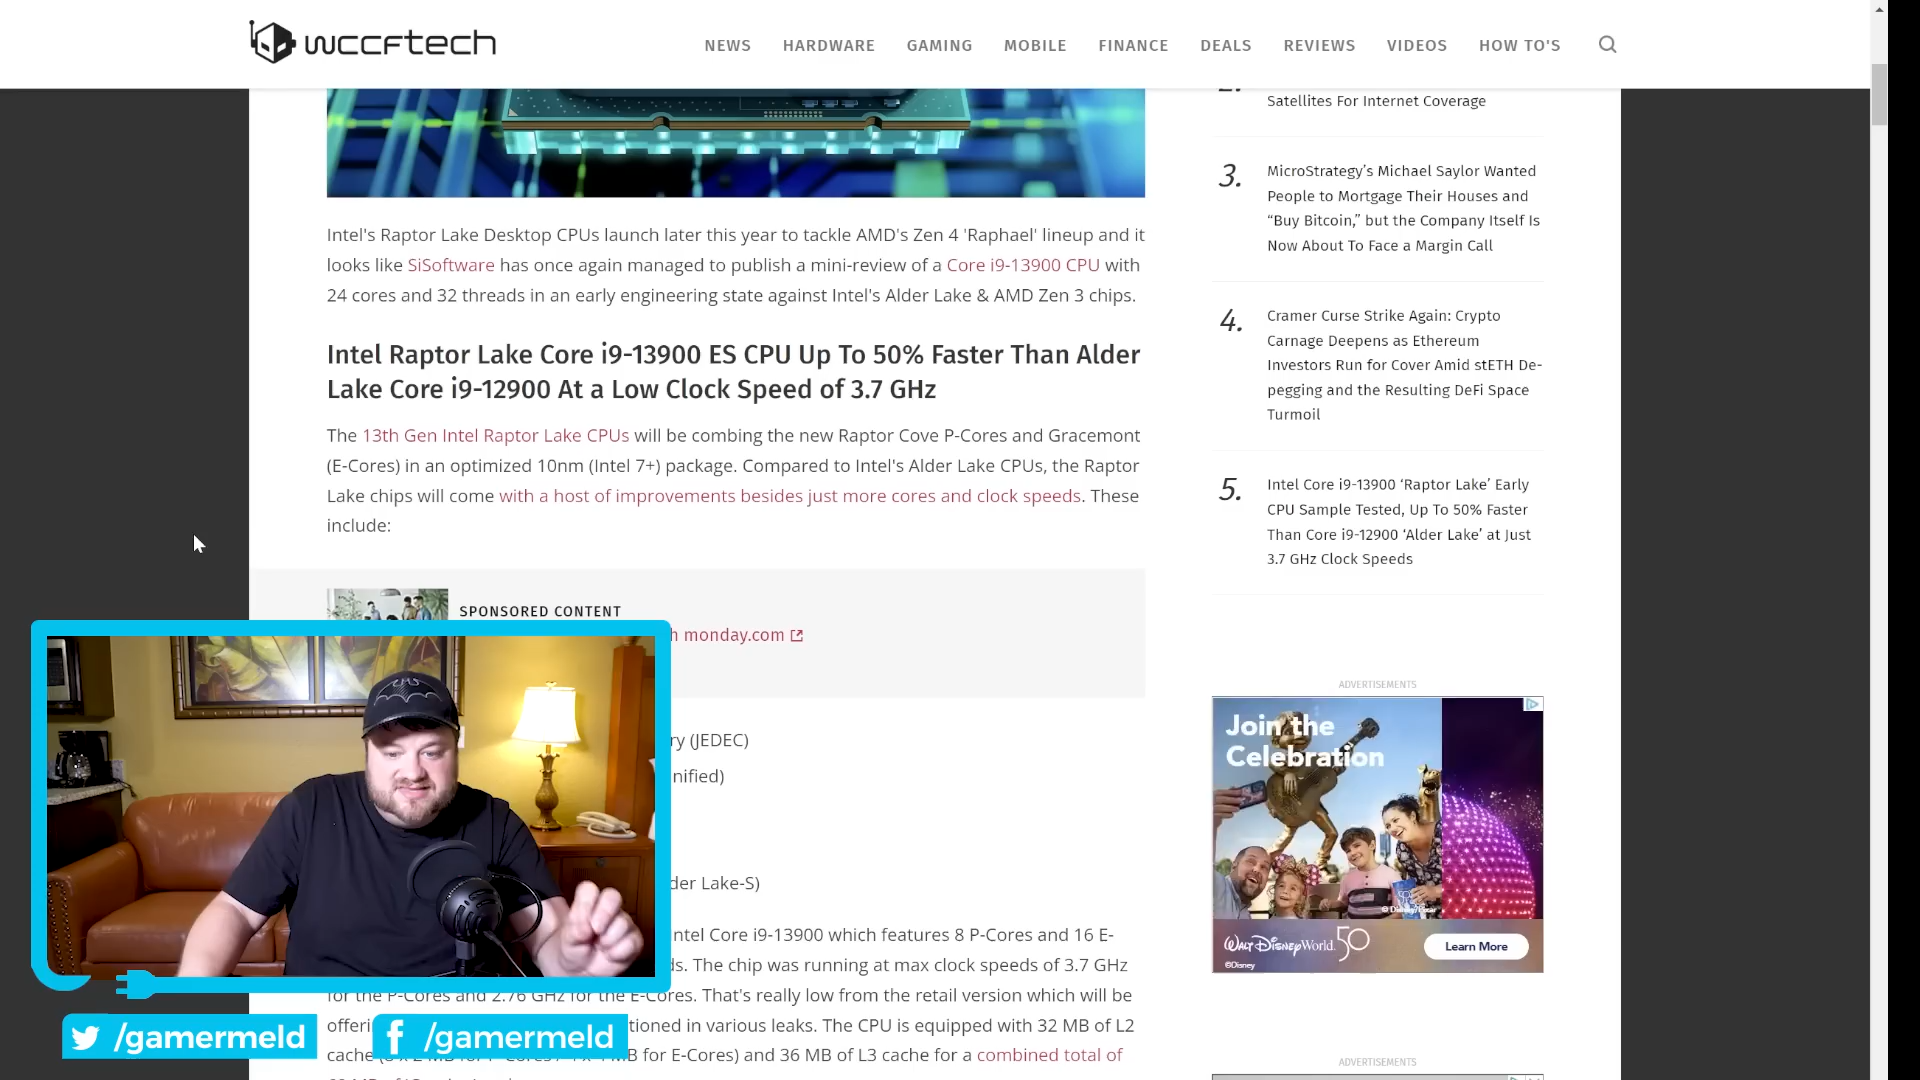 wccftech
NEWS HARDWARE GAMING MOBILE FINANCE DEALS REVIEWS VIDEOS HOW TO'S
Intel's Raptor Lake Desktop CPUs launch later this year to tackle AMD's Zen 4 'Raphael' lineup and it
looks like SiSoftware has once again managed to publish a mini-review of a Core i9-13900 CPU with
24 cores and 32 threads in an early engineering state against Intel's Alder Lake & AMD Zen 3 chips.
Intel Raptor Lake Core i9-13900 ES CPU Up To 50% Faster Than Alder
Lake Core i9-12900 At a Low Clock Speed of 3.7 GHz
The 13th Gen Intel Raptor Lake CPUs will be combing the new Raptor Cove P-Cores and Gracemont
(E-Cores) in an optimized 10nm (Intel 7+) package. Compared to Intel's Alder Lake CPUs, the Raptor
Lake chips will come with a host of improvements besides just more cores and clock speeds. These
include:
SPONSORED CONTENT
monday.com
(JEDEC)
Lake-S)
Intel Core i9-13900 which features 8 P-Cores and 16 E-
The chip was running at max clock speeds of 3.7 GHz
for the P-Cores and 2.76 GHz for the E-Cores. That's really low from the retail version which will be
in various leaks. The CPU is equipped with 32 MB of L2
cache for E-Cores) and 36 MB of L3 cache for a combined total of
Satellites For Internet Coverage
3. MicroStrategy's Michael Saylor Wanted
People to Mortgage Their Houses and
“Buy Bitcoin,” but the Company Itself Is
Now About To Face a Margin Call
4. Cramer Curse Strike Again: Crypto
Carnage Deepens as Ethereum
Investors Run for Cover Amid stETH De-
pegging and the Resulting DeFi Space
Turmoil
5. Intel Core i9-13900 ‘Raptor Lake’ Early
CPU Sample Tested, Up To 50% Faster
Than Core i9-12900 ‘Alder Lake’ at Just
3.7 GHz Clock Speeds
ADVERTISEMENTS
Join the
Celebration
© Disney/Pixar
Walt Disney World. 50
©Disney
Learn More
ADVERTISEMENTS
/gamermeld
/gamermeld